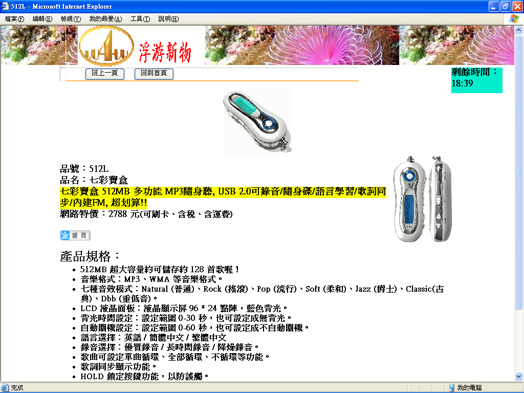 512L - Microsoft Internet Explorer
檔案(F) 編輯(E) 檢視(V) 我的最愛(A) 工具(T) 說明(H)
浮游新物
回上一頁 回到首頁
剩餘時間：
18:39
品號：512L
品名：七彩寶盒
七彩寶盒 512MB 多功能 MP3隨身聽, USB 2.0可錄音/隨身碟/語言學習/歌詞同
步/內建FM, 超划算!!
網路特價：2788 元(可刷卡、含稅、含運費)
購買
產品規格：
512MB 超大容量約可儲存約 128 首歌喔！
音樂格式：MP3、WMA 等音樂格式。
七種音效模式：Natural (普通)、Rock (搖滾)、Pop (流行)、Soft (柔和)、Jazz (爵士)、Classic(古
典)、Dbb (重低音)。
LCD 液晶面板：液晶顯示屏 96 * 24 點陣，藍色背光。
背光時間設定：設定範圍 0-30 秒，也可設定成無背光。
自動關機設定：設定範圍 0-60 秒，也可設定成不自動關機。
語言選擇：英語 / 簡體中文 / 繁體中文
錄音選擇：優質錄音 / 長時間錄音 / 降燥錄音。
歌曲可設定單曲循環、全部循環、不循環等功能。
歌詞同步顯示功能。
HOLD 鎖定按鍵功能，以防誤觸。
完成 我的電腦